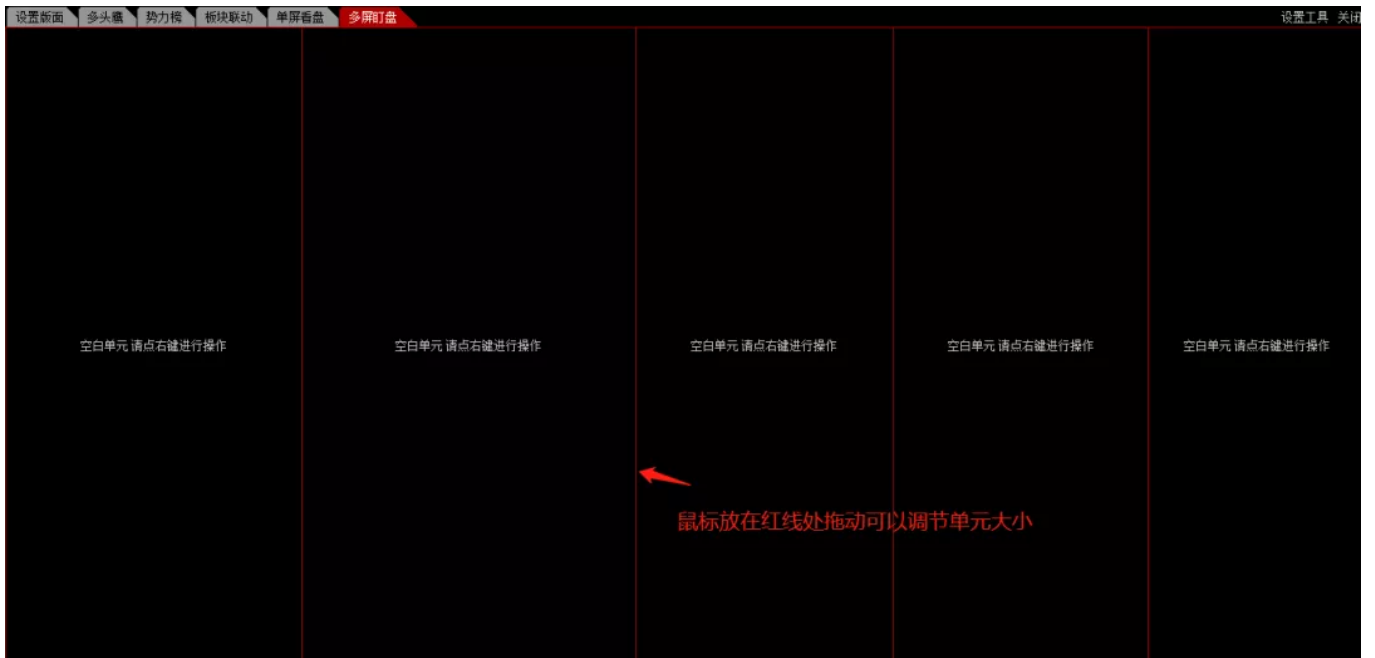 设置版面 多头鹰 势力榜 板块联动 单屏看盘 多屏盯盘 设置工具 关闭
空白单元 请点右键进行操作 空白单元 请点右键进行操作 空白单元 请点右键进行操作 空白单元 请点右键进行操作 空白单元 请点右键进行操作
鼠标放在红线处拖动可以调节单元大小